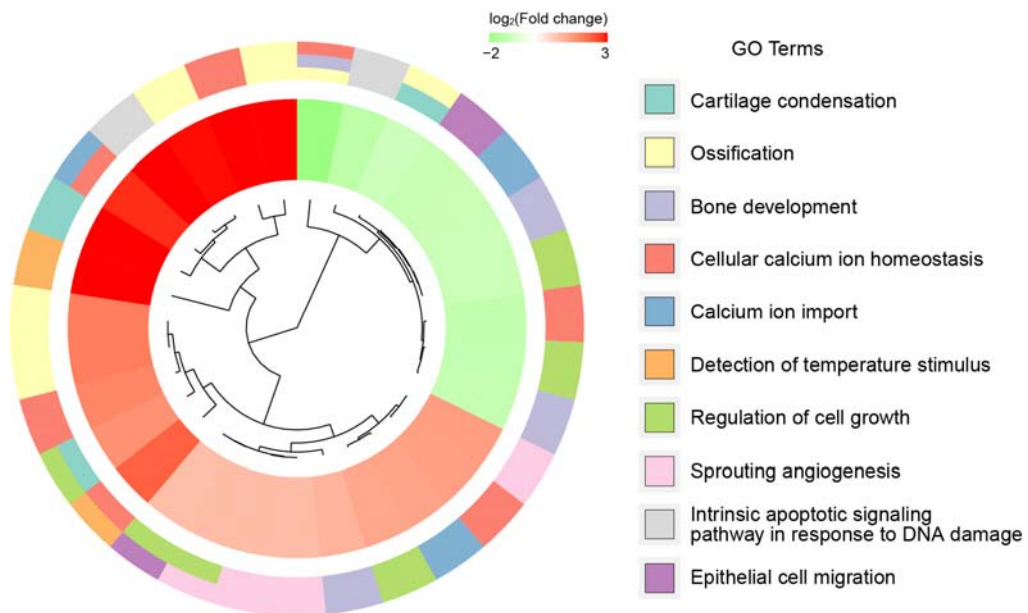 log₂(Fold change)
−2 3
GO Terms
Cartilage condensation
Ossification
Bone development
Cellular calcium ion homeostasis
Calcium ion import
Detection of temperature stimulus
Regulation of cell growth
Sprouting angiogenesis
Intrinsic apoptotic signaling
pathway in response to DNA damage
Epithelial cell migration